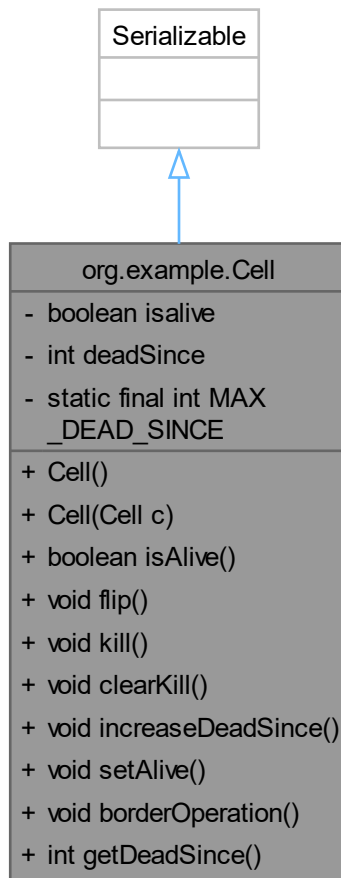 Serializable
org.example.Cell
- boolean isalive
- int deadSince
- static final int MAX
_DEAD_SINCE
+ Cell()
+ Cell(Cell c)
+ boolean isAlive()
+ void flip()
+ void kill()
+ void clearKill()
+ void increaseDeadSince()
+ void setAlive()
+ void borderOperation()
+ int getDeadSince()